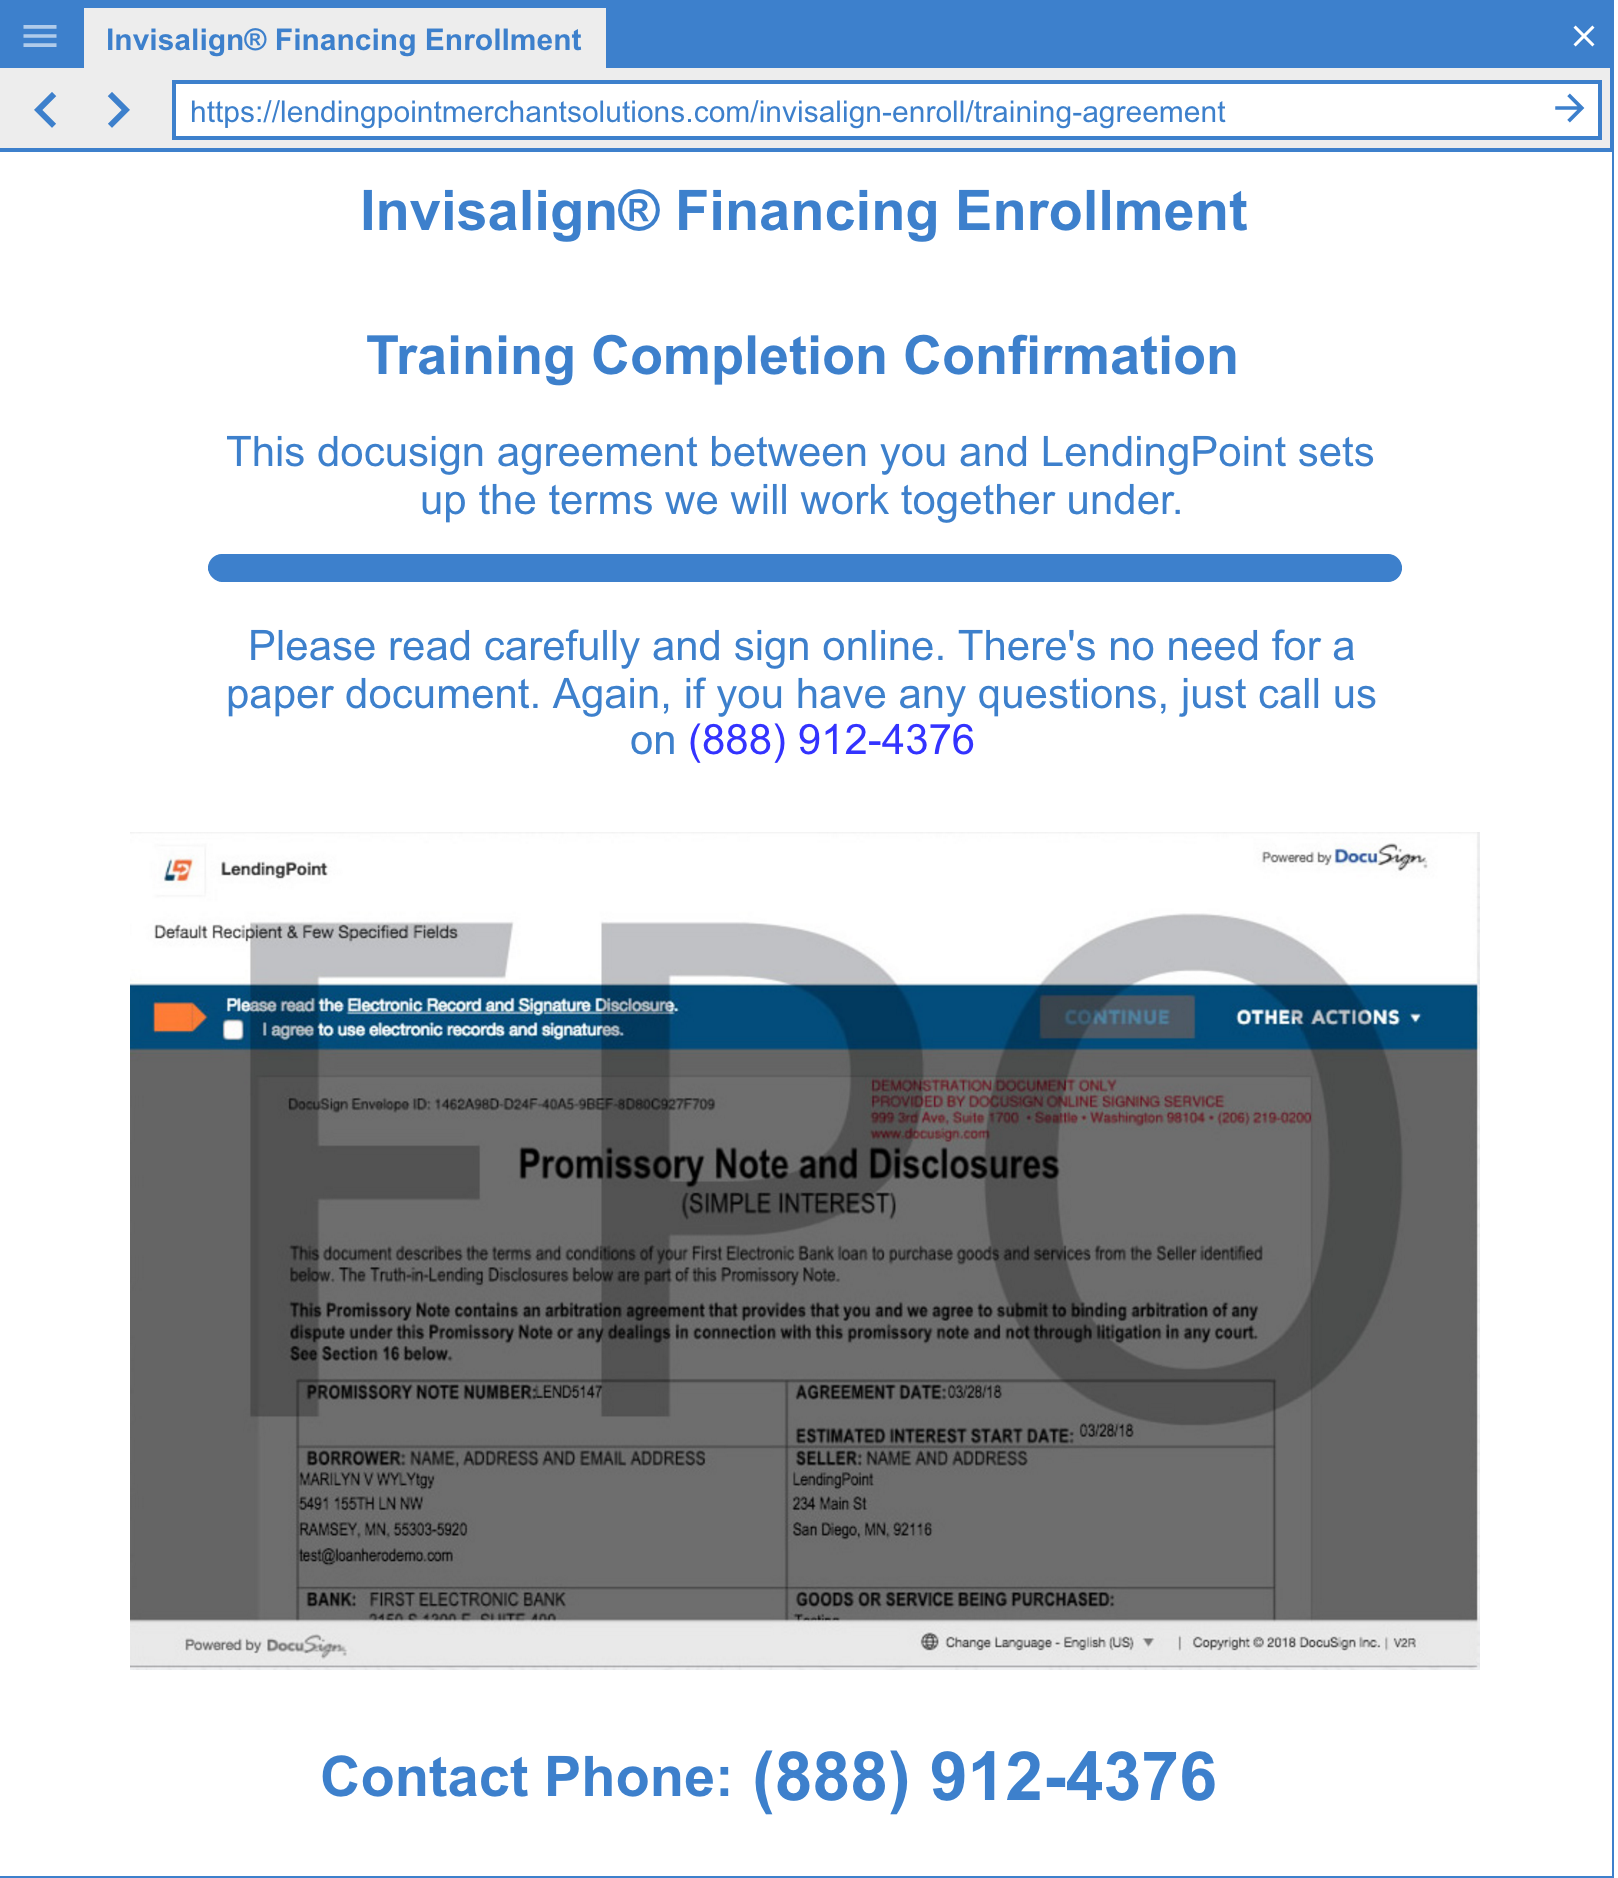 Invisalign® Financing Enrollment
https://lendingpointmerchantsolutions.com/invisalign-enroll/training-agreement
Invisalign® Financing Enrollment
Training Completion Confirmation
This docusign agreement between you and LendingPoint sets
up the terms we will work together under.
Please read carefully and sign online. There's no need for a
paper document. Again, if you have any questions, just call us
on (888) 912-4376
LendingPoint
Powered by DocuSign
Default Recipient & Few Specified Fields
FPO
Please read the Electronic Record and Signature Disclosure.
I agree to use electronic records and signatures.
CONTINUE
OTHER ACTIONS
DocuSign Envelope ID: 1462A98D-D24F-40A5-9BEF-8D80C927F709
DEMONSTRATION DOCUMENT ONLY
PROVIDED BY DOCUSIGN ONLINE SIGNING SERVICE
999 3rd Ave, Suite 1700 • Seattle • Washington 98104 • (206) 219-0200
www.docusign.com
Promissory Note and Disclosures
(SIMPLE INTEREST)
This document describes the terms and conditions of your First Electronic Bank loan to purchase goods and services from the Seller identified
below. The Truth-in-Lending Disclosures below are part of this Promissory Note.
This Promissory Note contains an arbitration agreement that provides that you and we agree to submit to binding arbitration of any
dispute under this Promissory Note or any dealings in connection with this promissory note and not through litigation in any court.
See Section 16 below.
PROMISSORY NOTE NUMBER:LEND5147
AGREEMENT DATE:03/28/18
ESTIMATED INTEREST START DATE: 03/28/18
BORROWER: NAME, ADDRESS AND EMAIL ADDRESS
MARILYN V WYLYtgy
5491 155TH LN NW
RAMSEY, MN, 55303-5920
test@loanherodemo.com
SELLER: NAME AND ADDRESS
LendingPoint
234 Main St
San Diego, MN, 92116
BANK: FIRST ELECTRONIC BANK
2150 S 1300 E, SUITE 400
GOODS OR SERVICE BEING PURCHASED:
Testing
Powered by DocuSign
Change Language - English (US) | Copyright © 2018 DocuSign Inc. | V2R
Contact Phone: (888) 912-4376